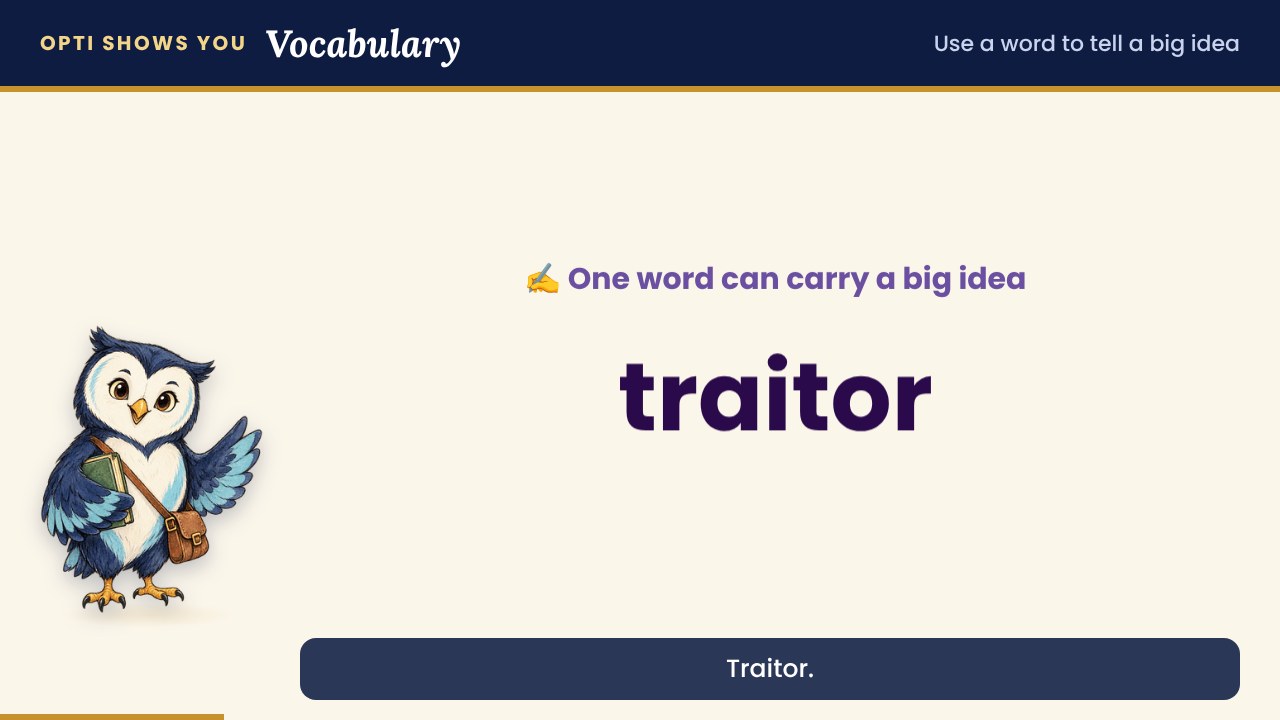 OPTI SHOWS YOU Vocabulary
Use a word to tell a big idea
✍️ One word can carry a big idea
traitor
Traitor.